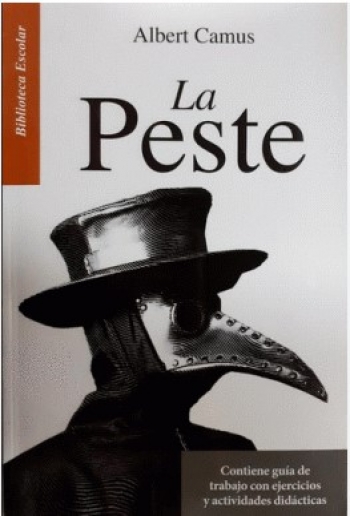 Biblioteca Escolar
Albert Camus
La
Peste
Contiene guía de
trabajo con ejercicios
y actividades didácticas